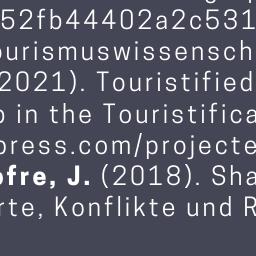 52fb44402a2c531
ourismuswissensch
2021). Touristified
o in the Touristifica
press.com/projecte
ofre, J. (2018). Sha
rte, Konflikte und R